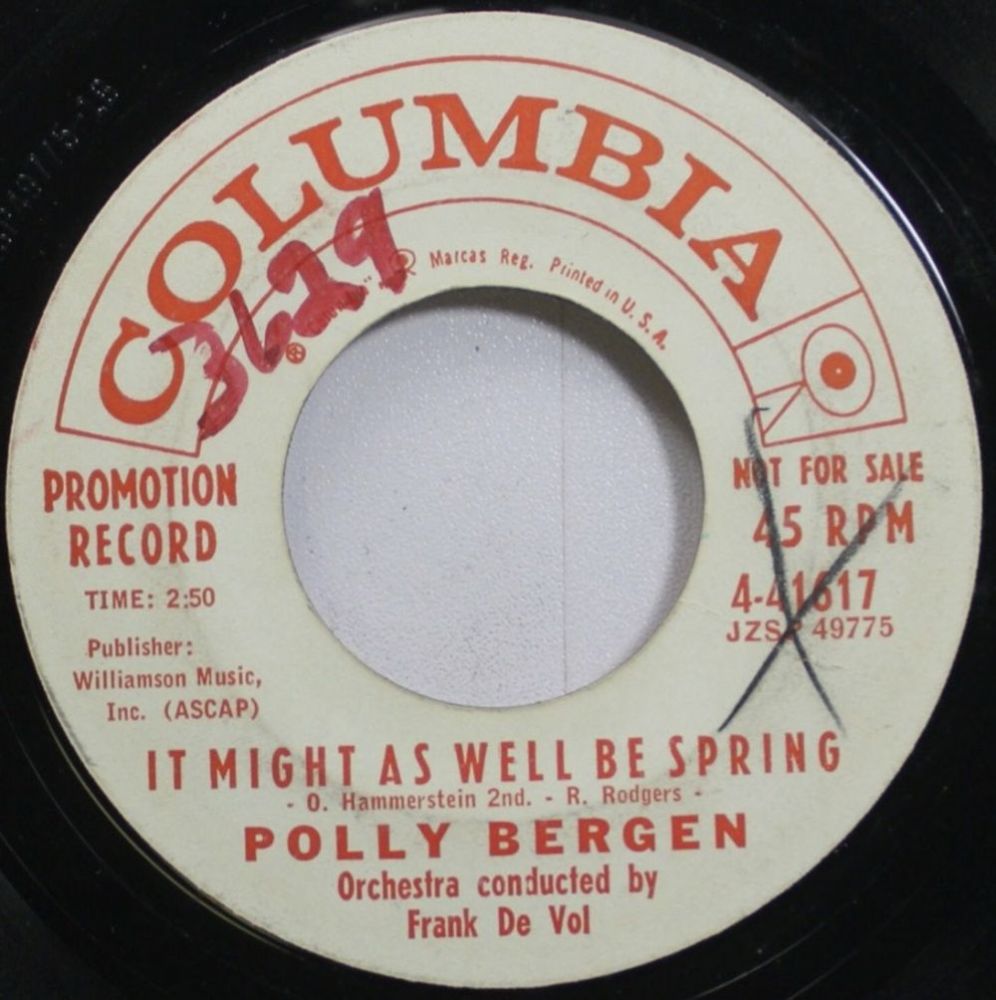 COLUMBIA
3629
® Marcas Reg. Printed in U.S.A.
®
PROMOTION
RECORD
TIME: 2:50
Publisher:
Williamson Music,
Inc. (ASCAP)
NOT FOR SALE
45 RPM
4-41617
JZSP 49775
IT MIGHT AS WELL BE SPRING
- O. Hammerstein 2nd. - R. Rodgers -
POLLY BERGEN
Orchestra conducted by
Frank De Vol